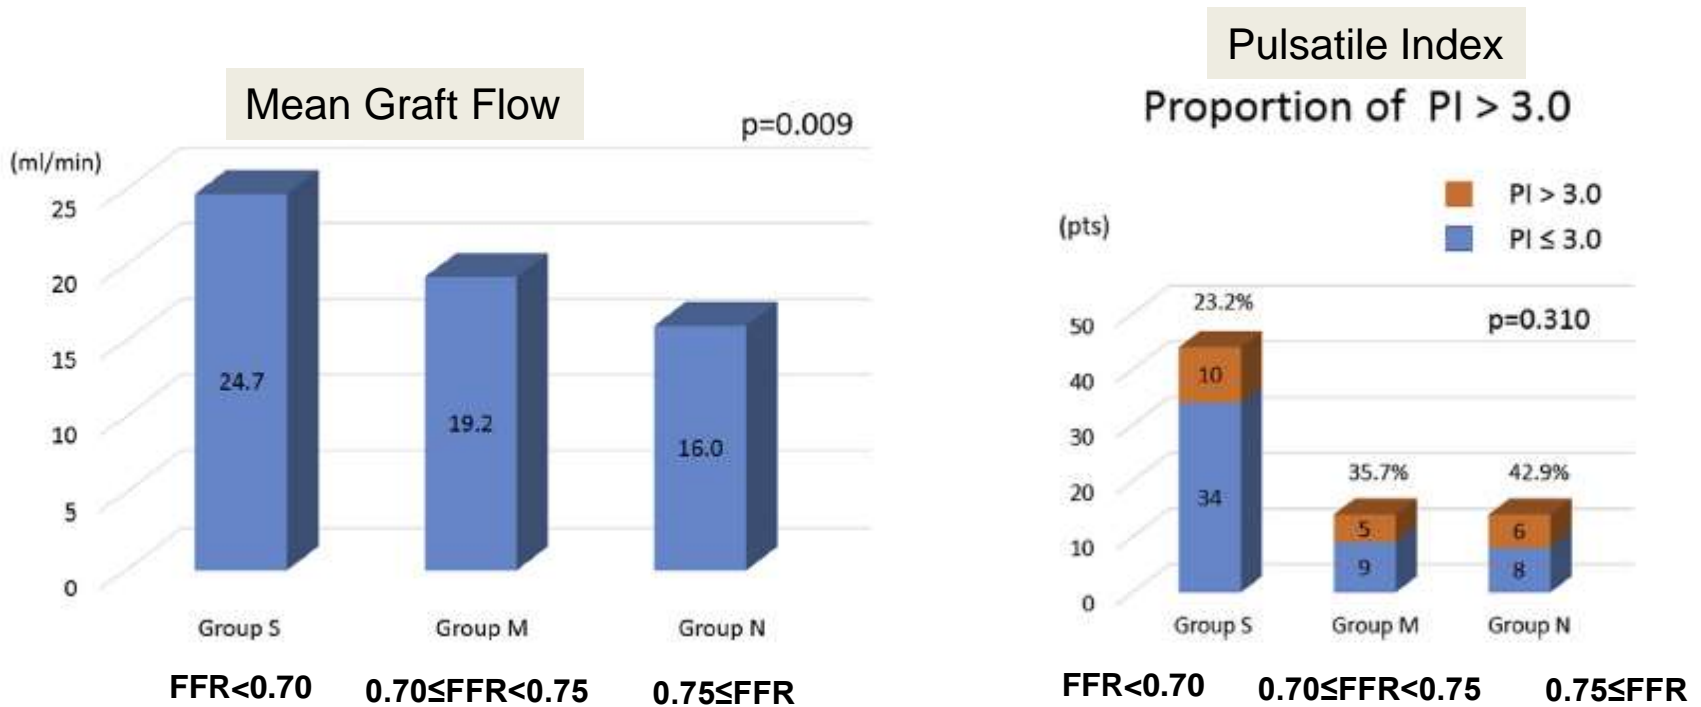 Mean Graft Flow
p=0.009
(ml/min)
25
20
15
10
5
0
24.7
19.2
16.0
Group S
Group M
Group N
FFR<0.70
0.70≤FFR<0.75
0.75≤FFR
Pulsatile Index
Proportion of PI > 3.0
PI > 3.0
PI ≤ 3.0
(pts)
p=0.310
50
40
30
20
10
0
23.2%
10
34
35.7%
5
9
42.9%
6
8
Group S
Group M
Group N
FFR<0.70
0.70≤FFR<0.75
0.75≤FFR